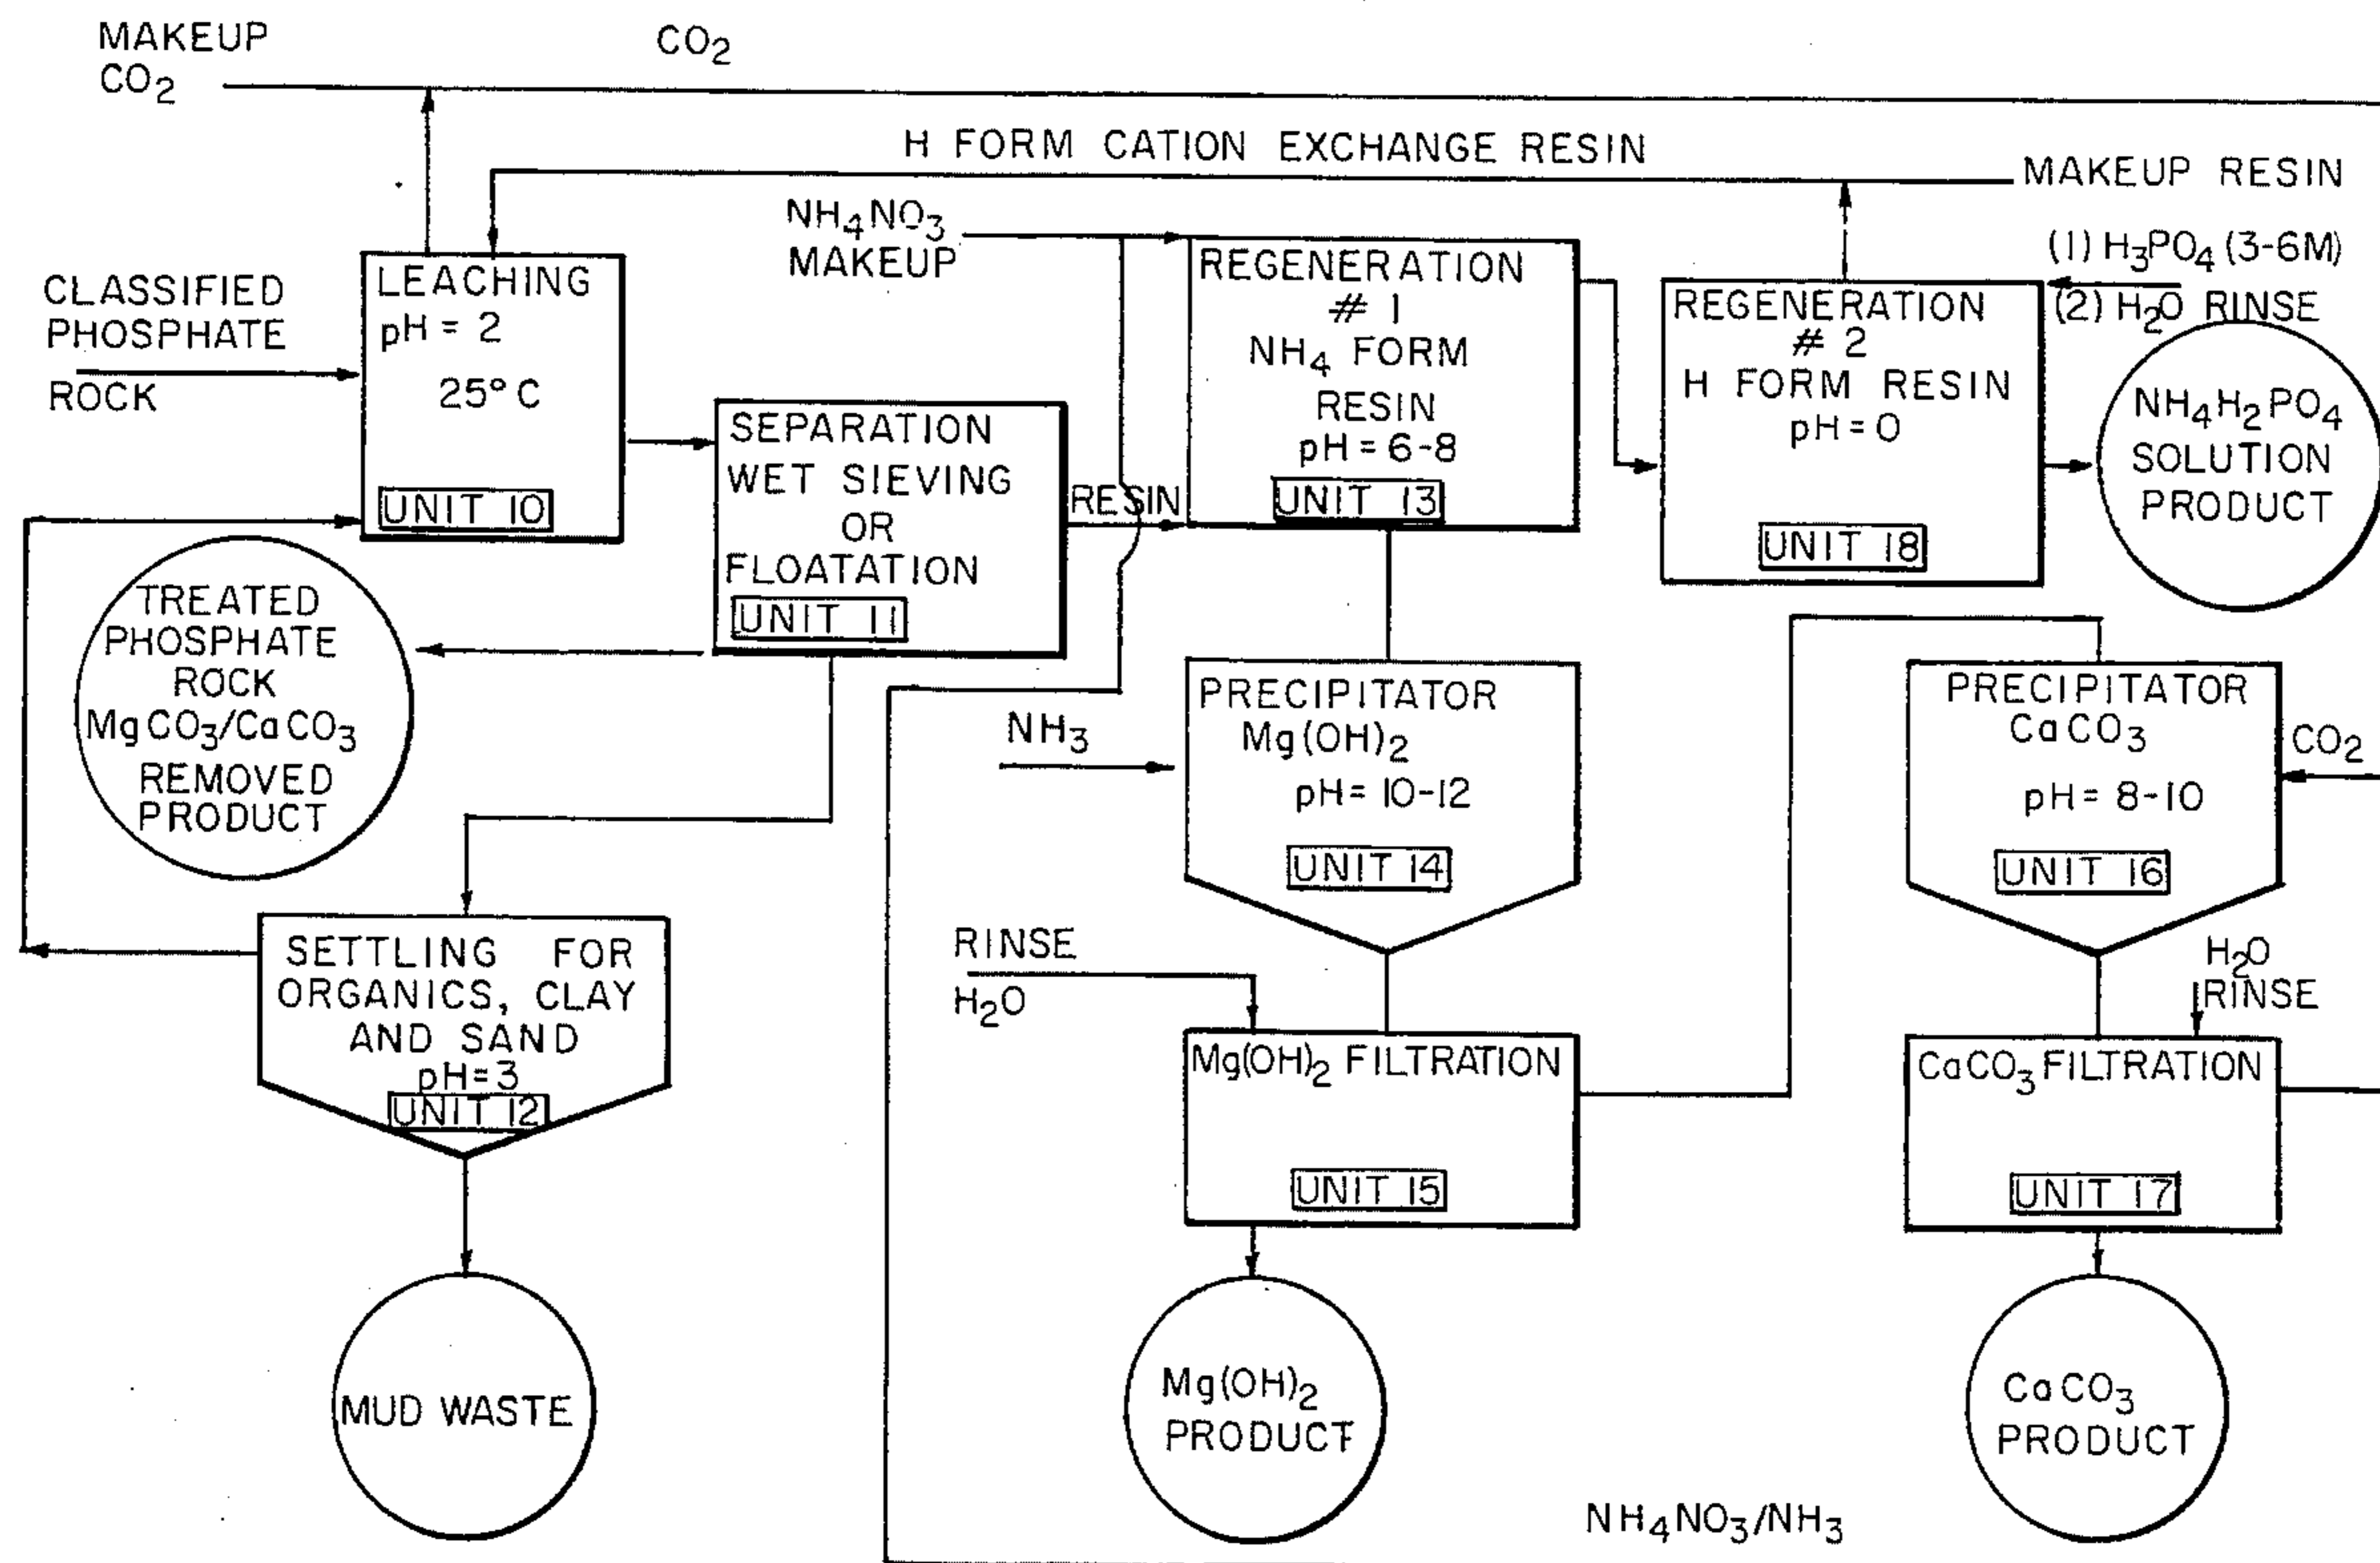 MAKEUP
CO2
CO2
H FORM CATION EXCHANGE RESIN
MAKEUP RESIN
NH4NO3
MAKEUP
(1) H3PO4 (3-6M)
(2) H2O RINSE
CLASSIFIED
PHOSPHATE
ROCK
LEACHING
pH = 2
25° C
UNIT 10
SEPARATION
WET SIEVING
OR
FLOATATION
UNIT 11
RESIN
REGENERATION
# 1
NH4 FORM
RESIN
pH = 6-8
UNIT 13
REGENERATION
# 2
H FORM RESIN
pH = 0
UNIT 18
NH4H2PO4
SOLUTION
PRODUCT
TREATED
PHOSPHATE
ROCK
MgCO3/CaCO3
REMOVED
PRODUCT
NH3
PRECIPITATOR
Mg(OH)2
pH = 10-12
UNIT 14
PRECIPITATOR
CaCO3
pH = 8-10
UNIT 16
CO2
SETTLING FOR
ORGANICS, CLAY
AND SAND
pH=3
UNIT 12
RINSE
H2O
Mg(OH)2 FILTRATION
UNIT 15
H2O
RINSE
CaCO3 FILTRATION
UNIT 17
MUD WASTE
Mg(OH)2
PRODUCT
CaCO3
PRODUCT
NH4NO3/NH3